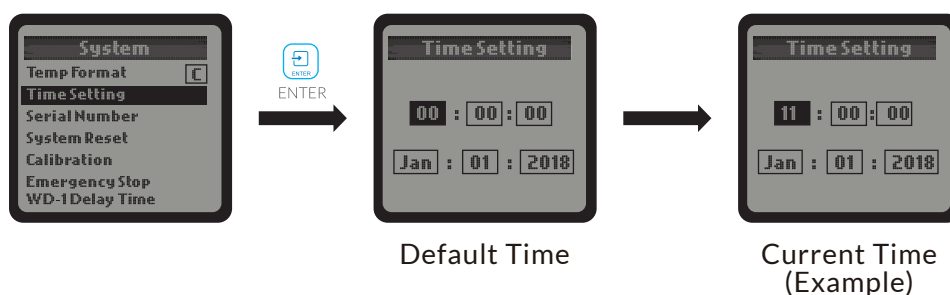 System
Temp Format C
Time Setting
Serial Number
System Reset
Calibration
Emergency Stop
WD-1 Delay Time
ENTER
ENTER
Time Setting
00 : 00 : 00
Jan : 01 : 2018
Default Time
Time Setting
11 : 00 : 00
Jan : 01 : 2018
Current Time
(Example)